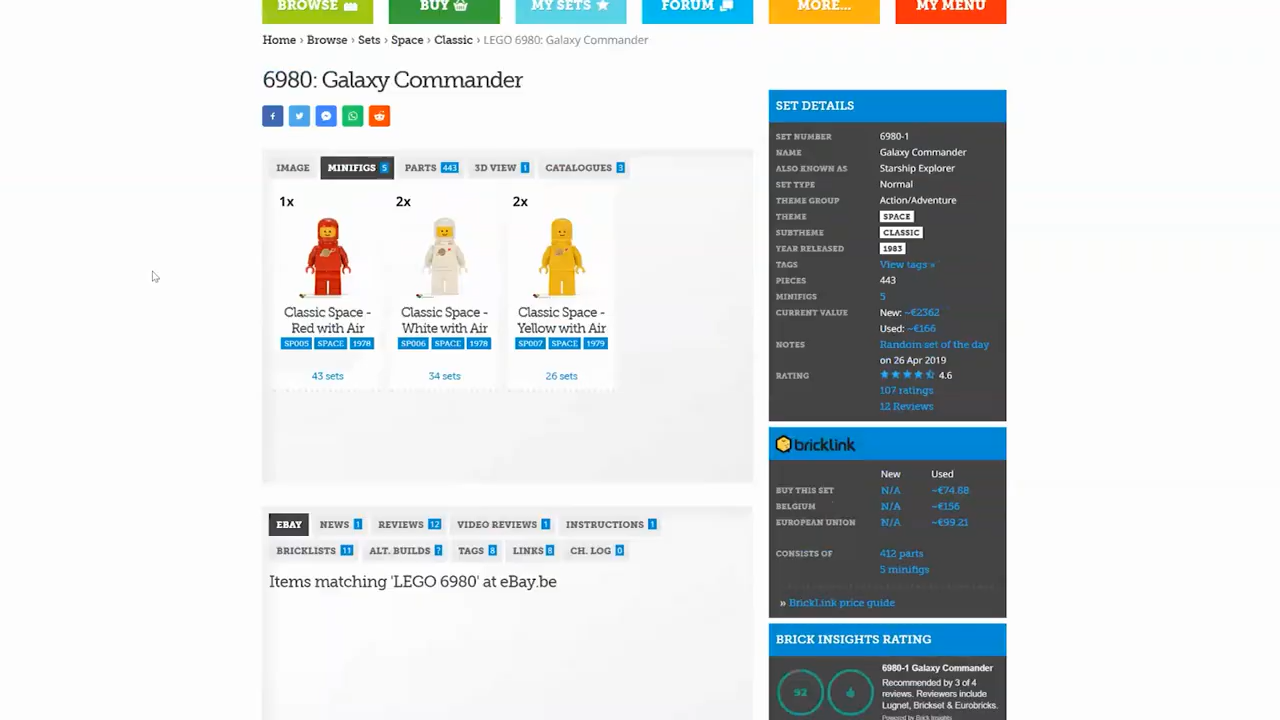 BROWSE
BUY
MY SETS
FORUM
MORE...
MY MENU
Home › Browse › Sets › Space › Classic › LEGO 6980: Galaxy Commander
6980: Galaxy Commander
IMAGE
MINIFIGS 5
PARTS 443
3D VIEW 1
CATALOGUES 3
1x
2x
2x
Classic Space -
Red with Air
SP005 SPACE 1978
43 sets
Classic Space -
White with Air
SP006 SPACE 1978
34 sets
Classic Space -
Yellow with Air
SP007 SPACE 1979
26 sets
EBAY
NEWS 1
REVIEWS 12
VIDEO REVIEWS 1
INSTRUCTIONS 1
BRICKLISTS 11
ALT. BUILDS 7
TAGS 8
LINKS 8
CH. LOG 0
Items matching 'LEGO 6980' at eBay.be
SET DETAILS
SET NUMBER 6980-1
NAME Galaxy Commander
ALSO KNOWN AS Starship Explorer
SET TYPE Normal
THEME GROUP Action/Adventure
THEME SPACE
SUBTHEME CLASSIC
YEAR RELEASED 1983
TAGS View tags »
PIECES 443
MINIFIGS 5
CURRENT VALUE New: ~€2362
Used: ~€166
NOTES Random set of the day
on 26 Apr 2019
RATING 4.6
107 ratings
12 Reviews
bricklink
New Used
BUY THIS SET N/A ~€74.88
BELGIUM N/A ~€156
EUROPEAN UNION N/A ~€99.21
CONSISTS OF 412 parts
5 minifigs
» BrickLink price guide
BRICK INSIGHTS RATING
92
6980-1 Galaxy Commander
Recommended by 3 of 4
reviews. Reviewers include
Lugnet, Brickset & Eurobricks.
Powered by Brick Insights